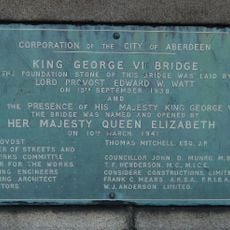 CORPORATION OF THE CITY OF ABERDEEN
KING GEORGE VI BRIDGE
THE FOUNDATION STONE OF THIS BRIDGE WAS LAID BY
LORD PROVOST EDWARD W. WATT
ON 15TH SEPTEMBER 1938
AND
THE PRESENCE OF HIS MAJESTY KING GEORGE VI
THE BRIDGE WAS NAMED AND OPENED BY
HER MAJESTY QUEEN ELIZABETH
ON 10TH MARCH 1941
PROVOST THOMAS MITCHELL ESQ. J.P.
OF STREETS AND
WORKS COMMITTEE COUNCILLOR JOHN D. MUNRO
FOR THE WORKS T.F. HENDERSON, M.C., M.I.C.E.
ENGINEERS CONSIDERE CONSTRUCTIONS LIMITED
ARCHITECT FRANK C. MEARS
W.J. ANDERSON, LIMITED.